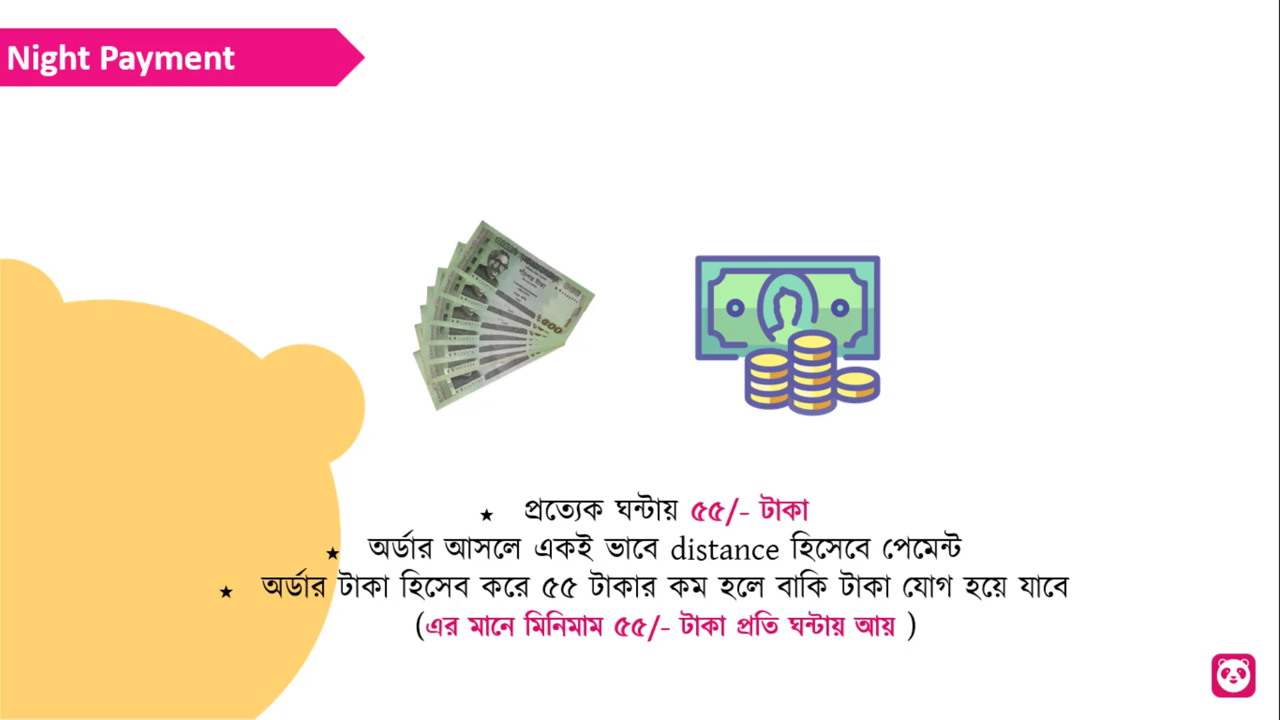 Night Payment
৫০০
★ প্রত্যেক ঘন্টায় ৫৫/- টাকা
★ অর্ডার আসলে একই ভাবে distance হিসেবে পেমেন্ট
★ অর্ডার টাকা হিসেব করে ৫৫ টাকার কম হলে বাকি টাকা যোগ হয়ে যাবে
(এর মানে মিনিমাম ৫৫/- টাকা প্রতি ঘন্টায় আয় )